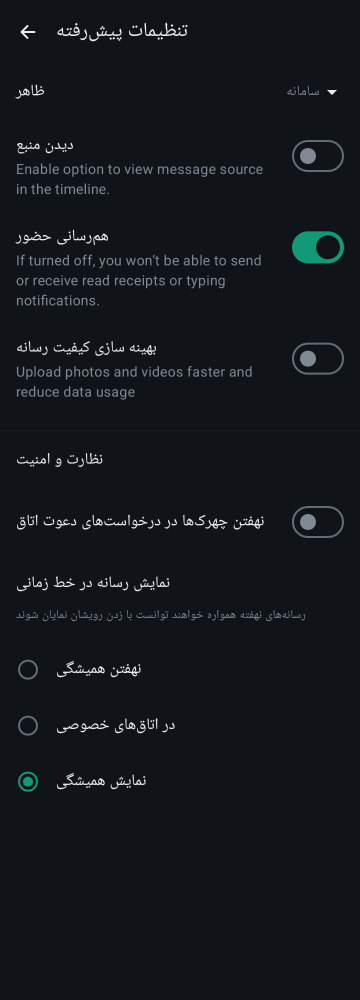 تنظیمات پیش‌رفته
ظاهر
سامانه
دیدن منبع
Enable option to view message source
in the timeline.
هم‌رسانی حضور
If turned off, you won’t be able to send
or receive read receipts or typing
notifications.
بهینه سازی کیفیت رسانه
Upload photos and videos faster and
reduce data usage
نظارت و امنیت
نهفتن چهرک‌ها در درخواست‌های دعوت اتاق
نمایش رسانه در خط زمانی
رسانه‌های نهفته همواره خواهند توانست با زدن رویشان نمایان شوند
نهفتن همیشگی
در اتاق‌های خصوصی
نمایش همیشگی